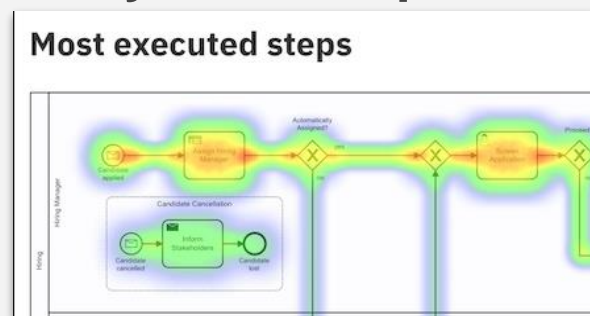 Most executed steps
Automatically
Assigned?
Proceed
yes
Assign Hiring
Manager
Screen
Application
Candidate
applied
no
Candidate Cancellation
Inform
Stakeholders
Candidate
cancelled
Candidate
lost
Hiring Manager
Hiring